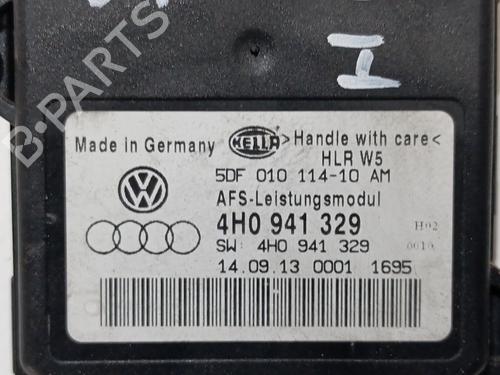 B-PARTS
I
Made in Germany HELLA >Handle with care<
HLR W5
5DF 010 114-10 AM
AFS-Leistungsmodul
4H0 941 329 H02
SW: 4H0 941 329 0010
14.09.13 0001 1695